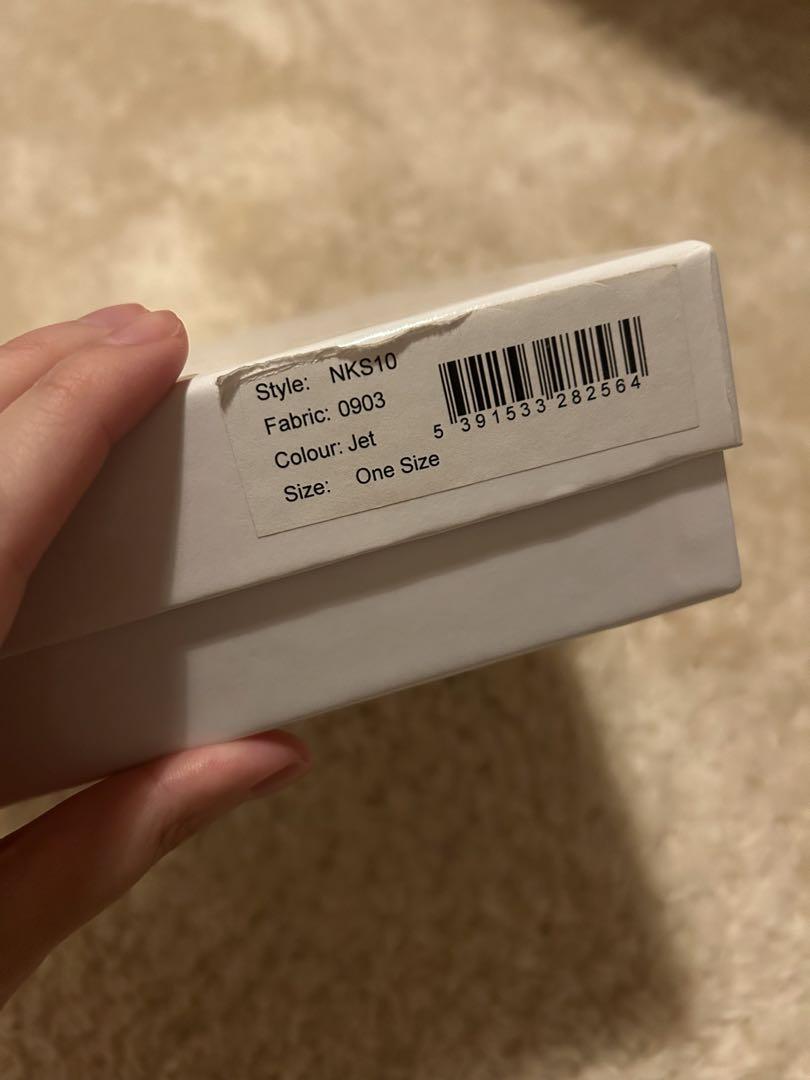 Style: NKS10
Fabric: 0903
Colour: Jet
Size: One Size
5 391533 282564